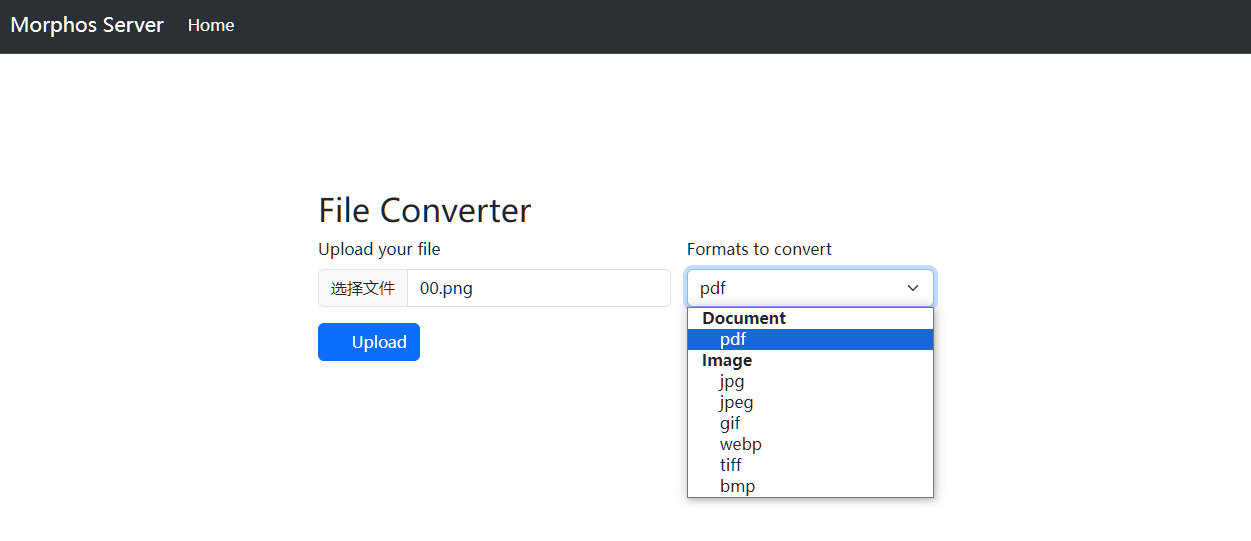 Morphos Server Home
File Converter
Upload your file
Formats to convert
选择文件 00.png
pdf
Upload
Document
pdf
Image
jpg
jpeg
gif
webp
tiff
bmp